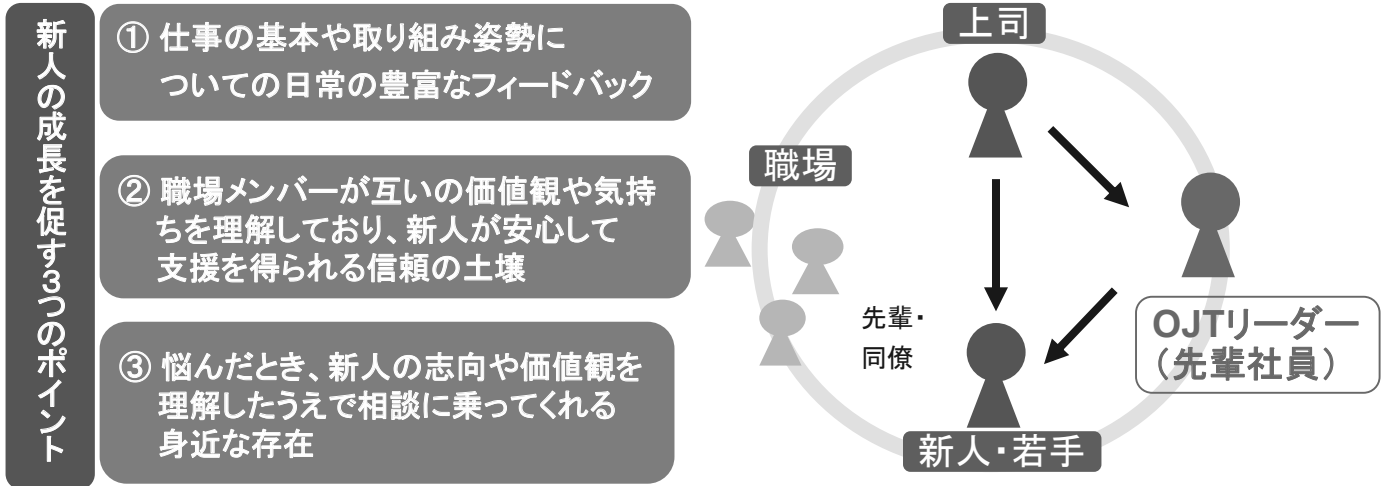 新人の成長を促す３つのポイント
① 仕事の基本や取り組み姿勢に
ついての日常の豊富なフィードバック
② 職場メンバーが互いの価値観や気持
ちを理解しており、新人が安心して
支援を得られる信頼の土壌
③ 悩んだとき、新人の志向や価値観を
理解したうえで相談に乗ってくれる
身近な存在
上司
職場
先輩・
同僚
OJTリーダー
（先輩社員）
新人・若手